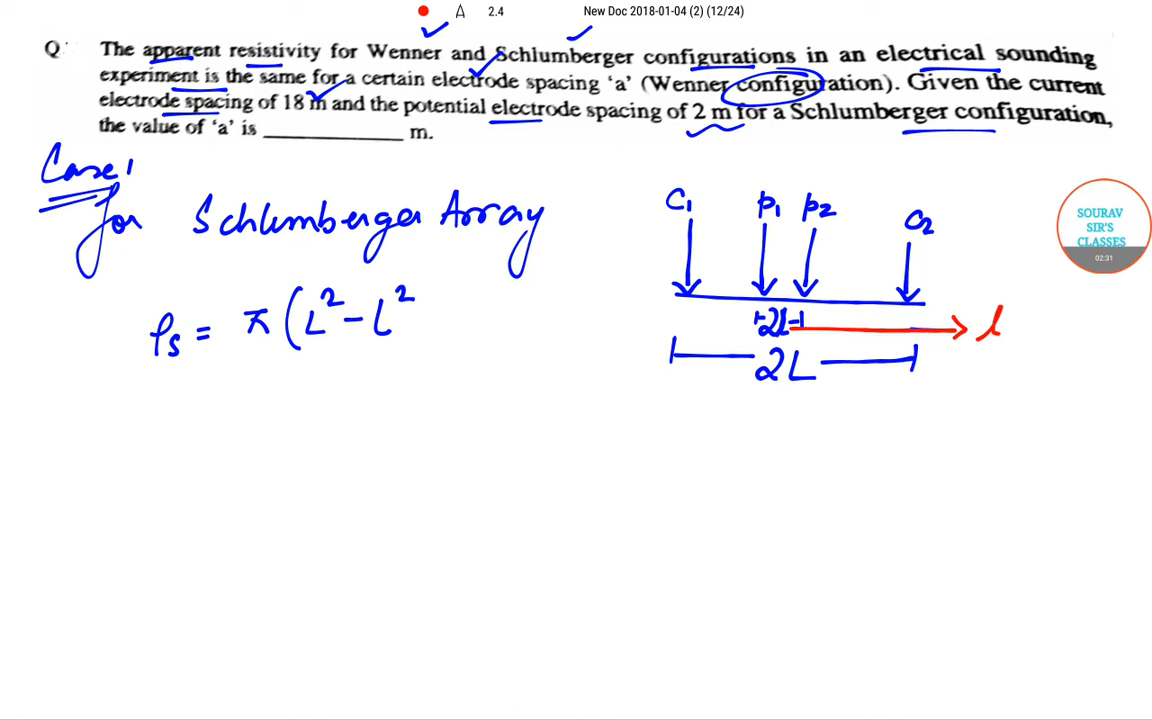 2.4 New Doc 2018-01-04 (2) (12/24)
Q. The apparent resistivity for Wenner and Schlumberger configurations in an electrical sounding
experiment is the same for a certain electrode spacing 'a' (Wenner configuration). Given the current
electrode spacing of 18 m and the potential electrode spacing of 2 m for a Schlumberger configuration,
the value of 'a' is ____________ m.
Case 1
for Schlumberger Array
C1 P1 P2 C2
SOURAV
SIR'S
CLASSES
02:31
ρs = π (L² - l²
2L l
2L